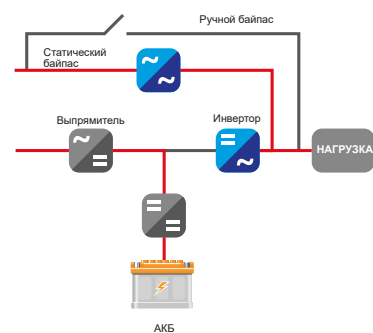 Ручной байпас
Статический
байпас
Выпрямитель
Инвертор
НАГРУЗКА
АКБ